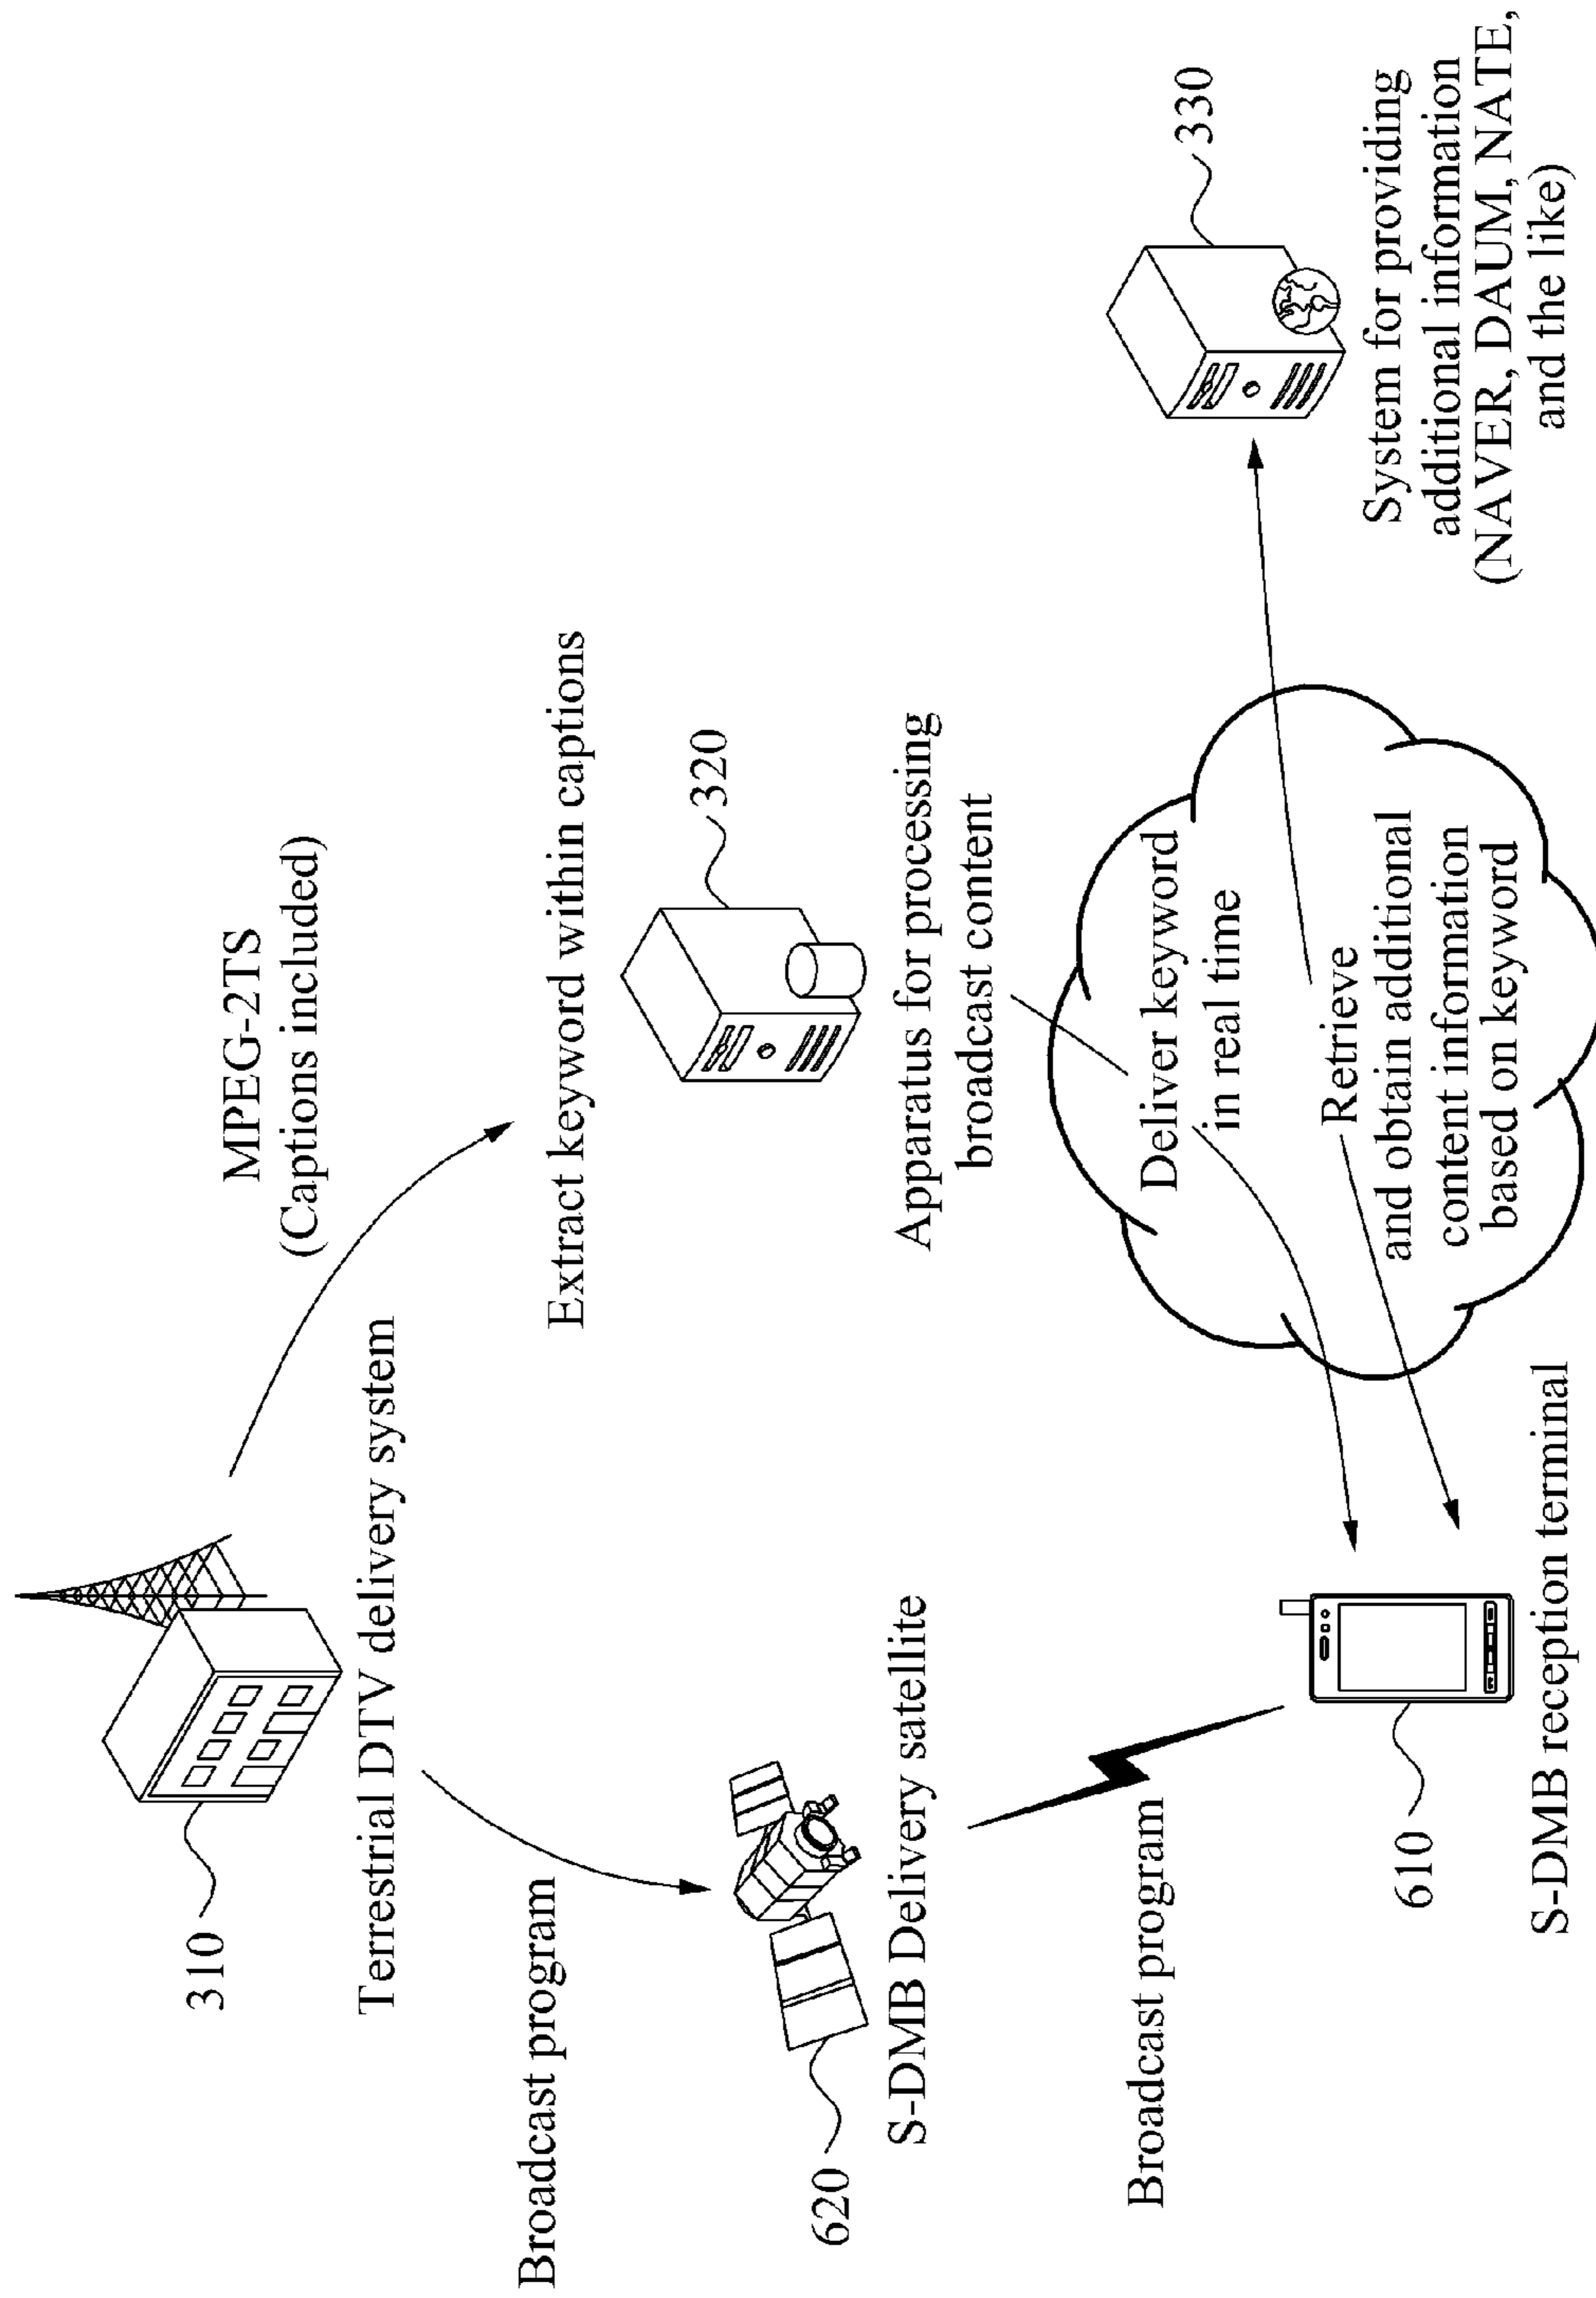 MPEG-2TS
(Captions included)
310
Terrestrial DTV delivery system
Broadcast program
Extract keyword within captions
320
Apparatus for processing
broadcast content
620
S-DMB Delivery satellite
Broadcast program
Deliver keyword
in real time
Retrieve
and obtain additional
content information
based on keyword
330
System for providing
additional information
(NAVER, DAUM, NATE,
and the like)
610
S-DMB reception terminal